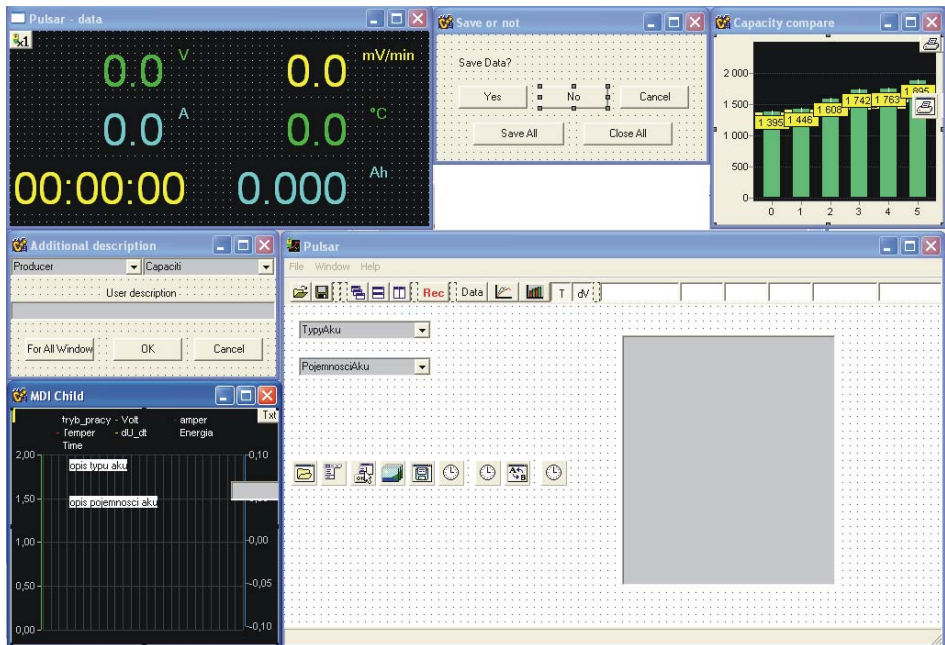 Pulsar - data
x1
0.0 V 0.0 mV/min
0.0 A 0.0 °C
00:00:00 0.000 Ah
Save or not
Save Data?
Yes No Cancel
Save All Close All
Capacity compare
2 000
1 500
1 000
500
0
1 395 1 446 1 608 1 742 1 763 1 895
0 1 2 3 4 5
Additional description
Producer Capaciti
User description
For All Window OK Cancel
Pulsar
File Window Help
Rec Data T dV
TypyAku
PojemnosciAku
MDI Child
Txt
tryb_pracy - Volt - amper
- Temper - dU_dt Energia
Time
2,00 0,10
opis typu aku
1,50
opis pojemnosci aku
1,00 0,00
0,50 -0,05
0,00 -0,10